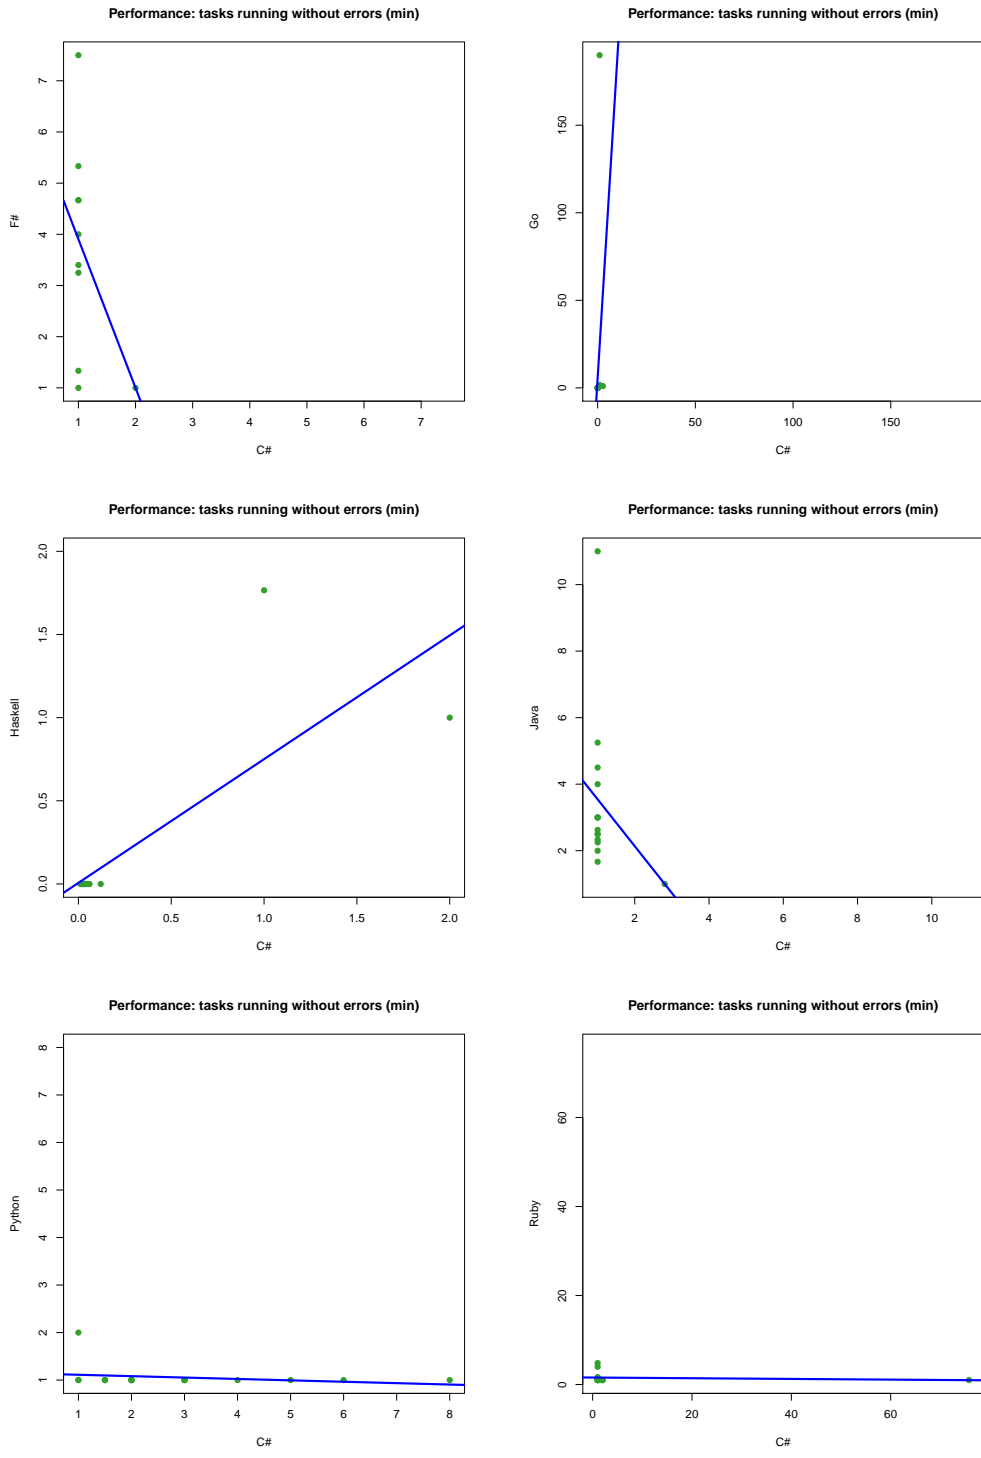 Performance: tasks running without errors (min)
7
6
5
4
3
2
1
F#
1 2 3 4 5 6 7
C#
Performance: tasks running without errors (min)
150
100
50
0
Go
0 50 100 150
C#
Performance: tasks running without errors (min)
2.0
1.5
1.0
0.5
0.0
Haskell
0.0 0.5 1.0 1.5 2.0
C#
Performance: tasks running without errors (min)
10
8
6
4
2
Java
2 4 6 8 10
C#
Performance: tasks running without errors (min)
8
7
6
5
4
3
2
1
Python
1 2 3 4 5 6 7 8
C#
Performance: tasks running without errors (min)
60
40
20
0
Ruby
0 20 40 60
C#